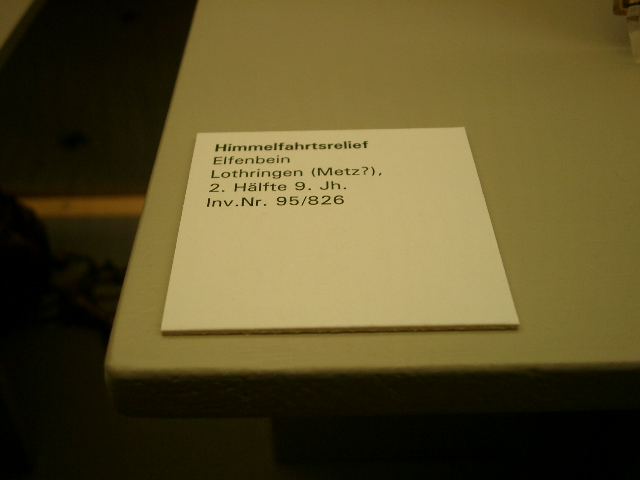 Himmelfahrtsrelief
Elfenbein
Lothringen (Metz?),
2. Hälfte 9. Jh.
Inv.Nr. 95/826